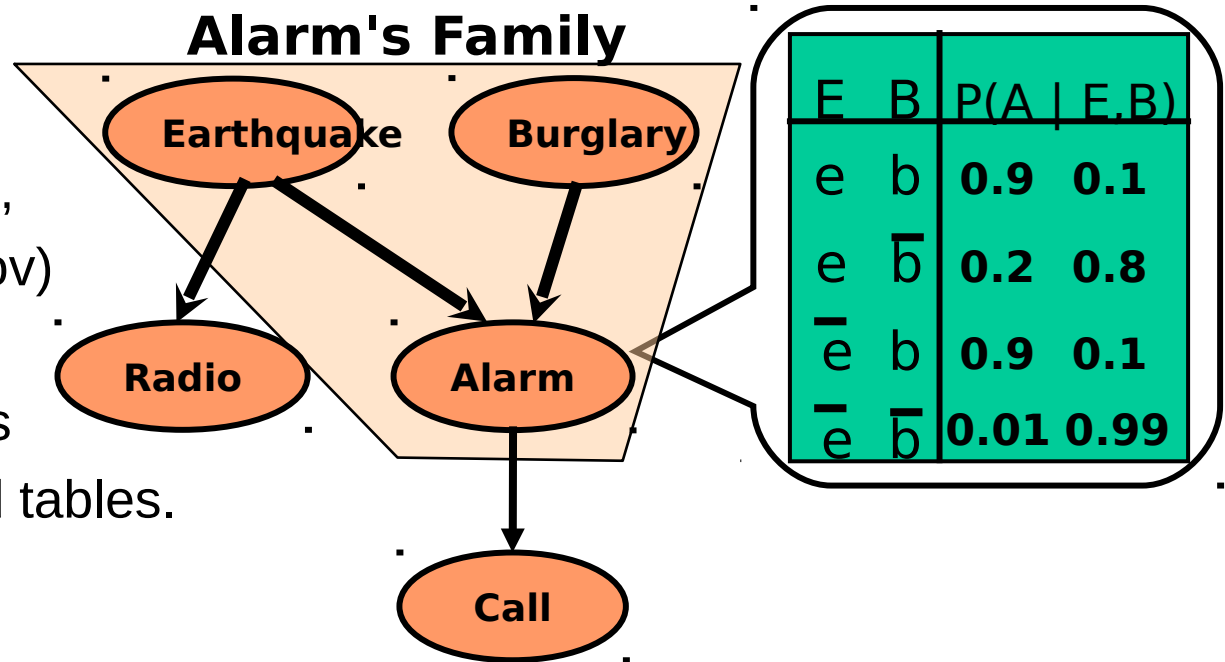 Alarm's Family
Earthquake
Burglary
,
ov)
Radio
Alarm
s
tables.
Call
E B P(A | E,B)
e b 0.9 0.1
e b̅ 0.2 0.8
e̅ b 0.9 0.1
e̅ b̅ 0.01 0.99